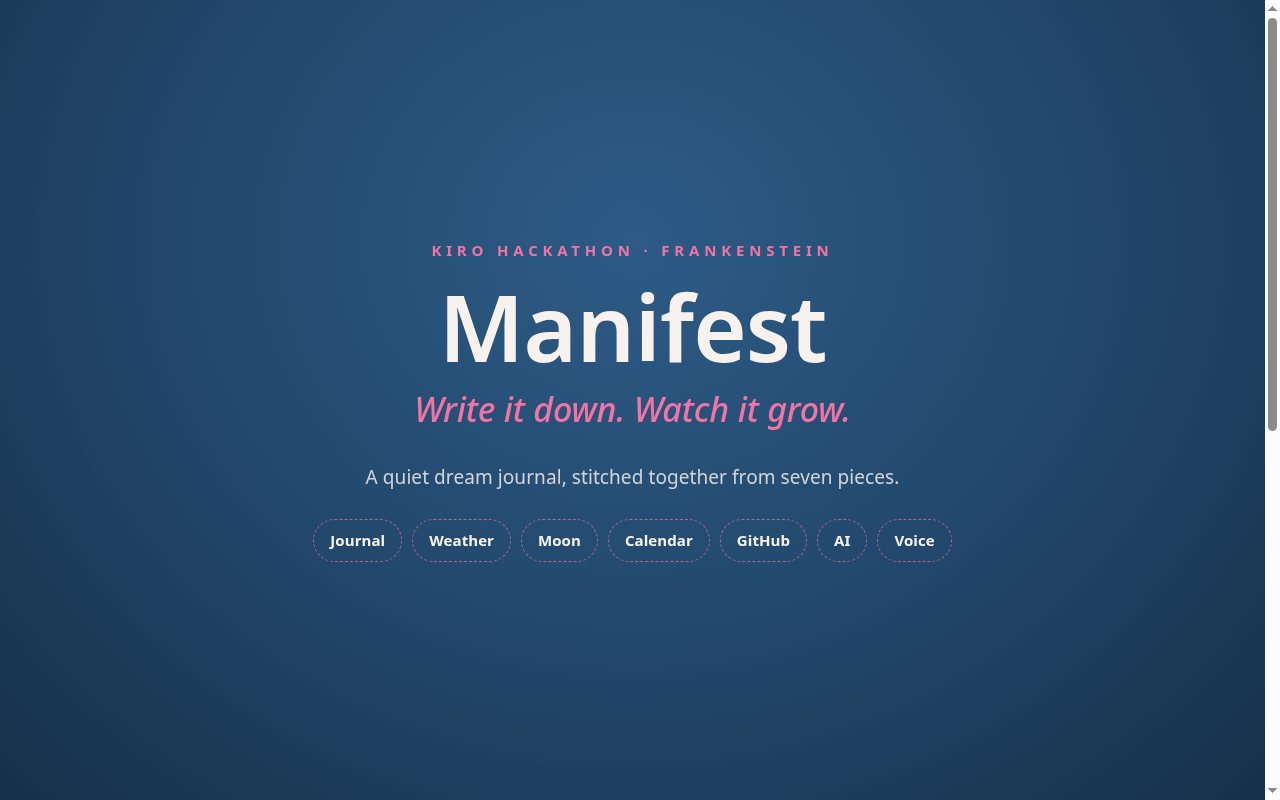 KIRO HACKATHON · FRANKENSTEIN
Manifest
Write it down. Watch it grow.
A quiet dream journal, stitched together from seven pieces.
Journal Weather Moon Calendar GitHub AI Voice